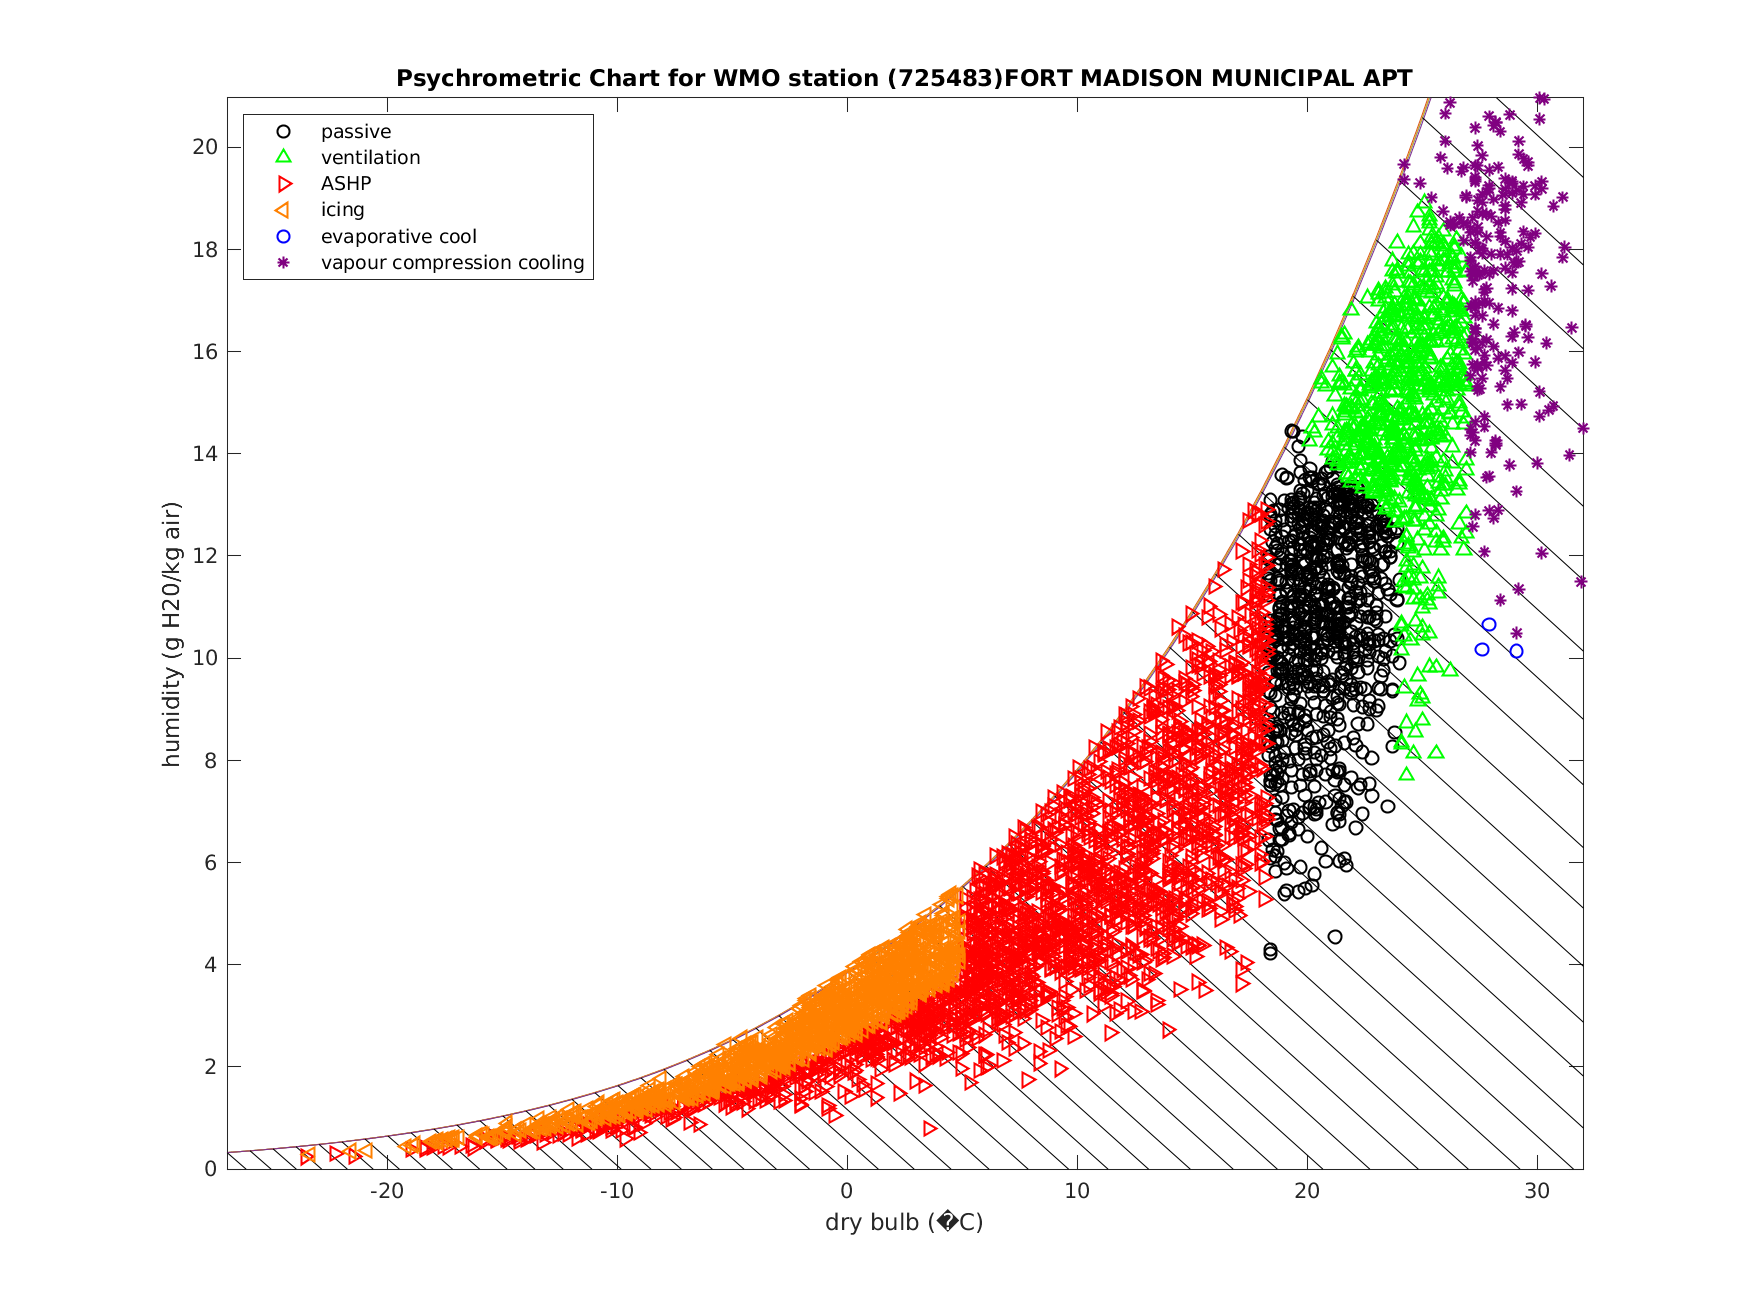 Psychrometric Chart for WMO station (725483)FORT MADISON MUNICIPAL APT
passive
ventilation
ASHP
icing
evaporative cool
vapour compression cooling
humidity (g H20/kg air)
20
18
16
14
12
10
8
6
4
2
0
-20
-10
0
10
20
30
dry bulb (�C)